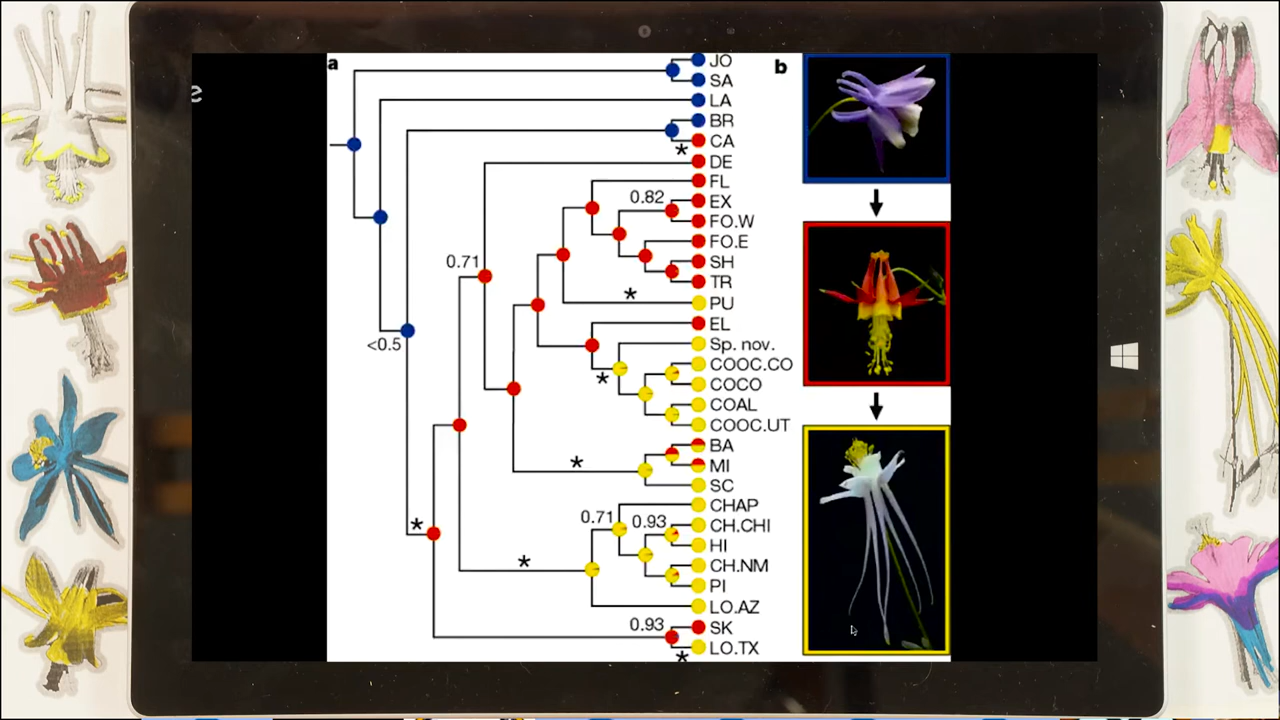 e
a
b
JO
SA
LA
BR
CA
*
DE
FL
0.82
EX
FO.W
FO.E
0.71
SH
TR
*
PU
EL
<0.5
Sp. nov.
*
COOC.CO
COCO
COAL
COOC.UT
BA
*
MI
SC
CHAP
0.71
0.93
CH.CHI
*
HI
*
CH.NM
PI
LO.AZ
0.93
SK
LO.TX
*